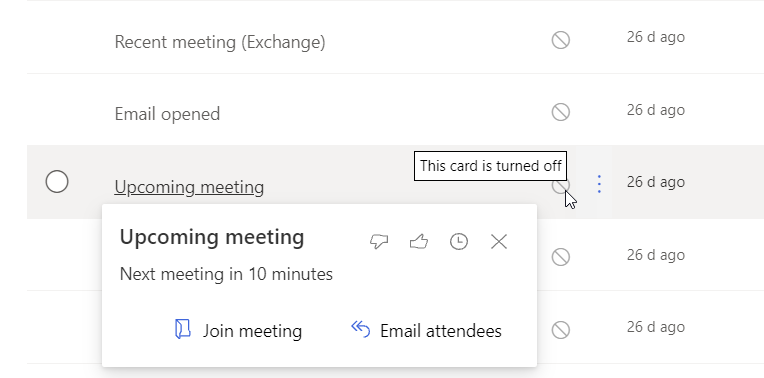 Recent meeting (Exchange) 26 d ago
Email opened 26 d ago
This card is turned off
Upcoming meeting 26 d ago
Upcoming meeting
Next meeting in 10 minutes
26 d ago
Join meeting Email attendees 26 d ago